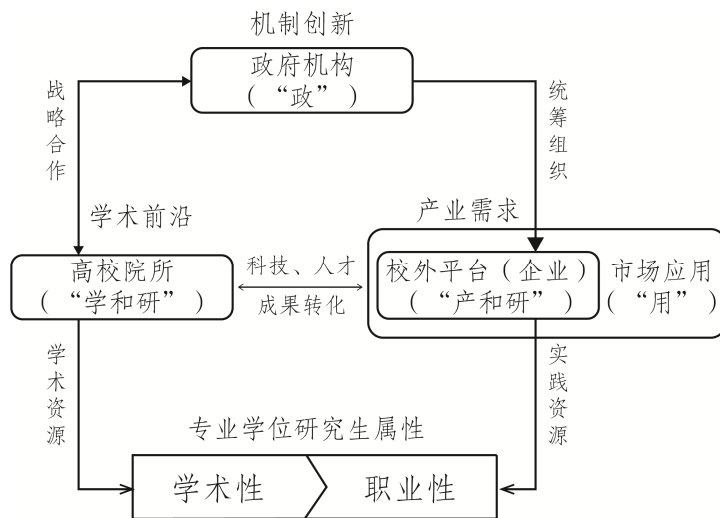 机制创新
政府机构
（“政”）
战略合作
统筹组织
学术前沿
产业需求
高校院所
（“学和研”）
科技、人才
成果转化
校外平台（企业）
（“产和研”）
市场应用
（“用”）
学术资源
实践资源
专业学位研究生属性
学术性
职业性